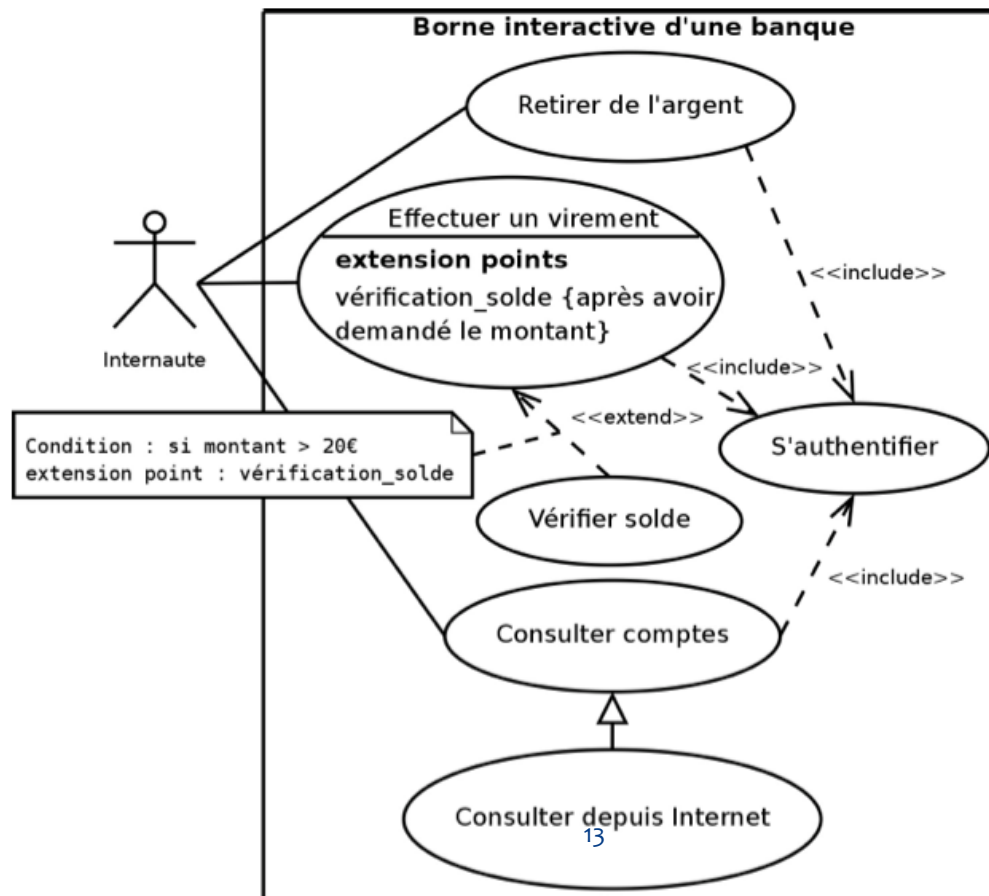 Borne interactive d'une banque
Retirer de l'argent
Effectuer un virement
extension points
vérification_solde {après avoir
demandé le montant}
<<include>>
Internaute
<<include>>
<<extend>>
Condition : si montant > 20€
extension point : vérification_solde
S'authentifier
Vérifier solde
<<include>>
Consulter comptes
Consulter depuis Internet
13